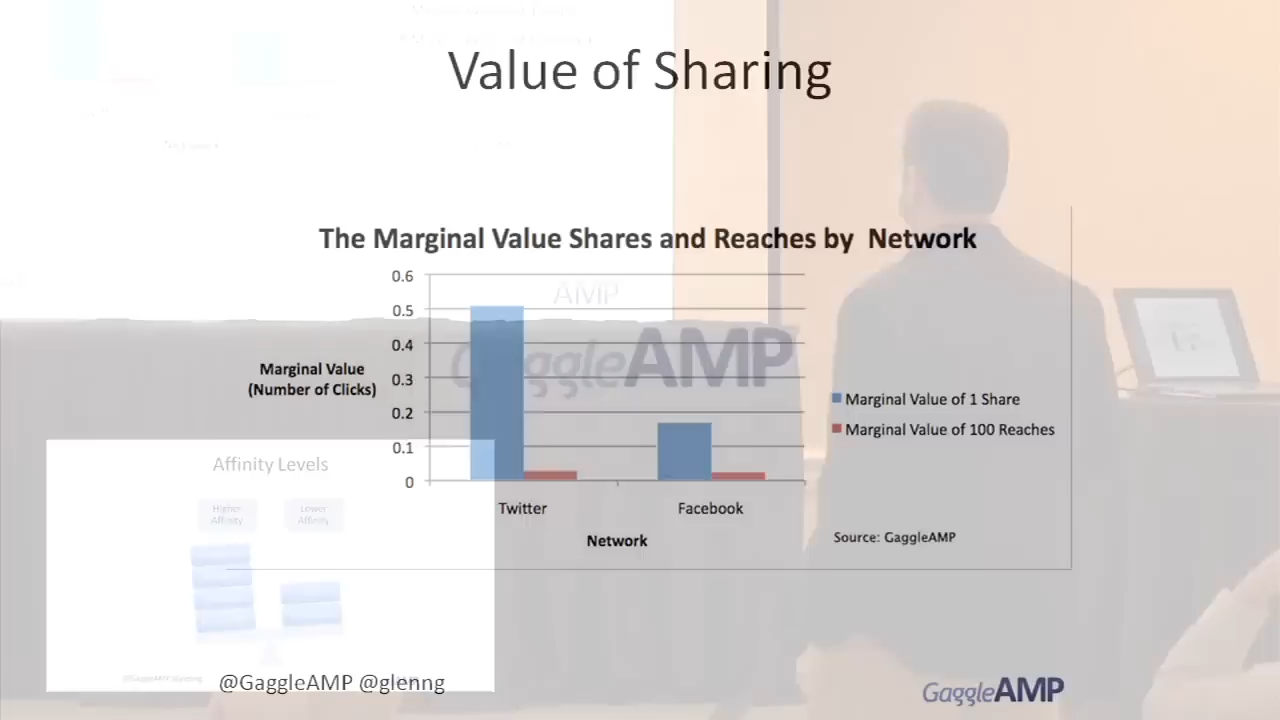 Value of Sharing
The Marginal Value Shares and Reaches by Network
0.6
0.5
0.4
0.3
0.2
0.1
0
Marginal Value
(Number of Clicks)
Twitter
Facebook
Network
Marginal Value of 1 Share
Marginal Value of 100 Reaches
Source: GaggleAMP
AMP
GaggleAMP
Affinity Levels
Higher
Affinity
Lower
Affinity
@GaggleAMP @glenng
GaggleAMP